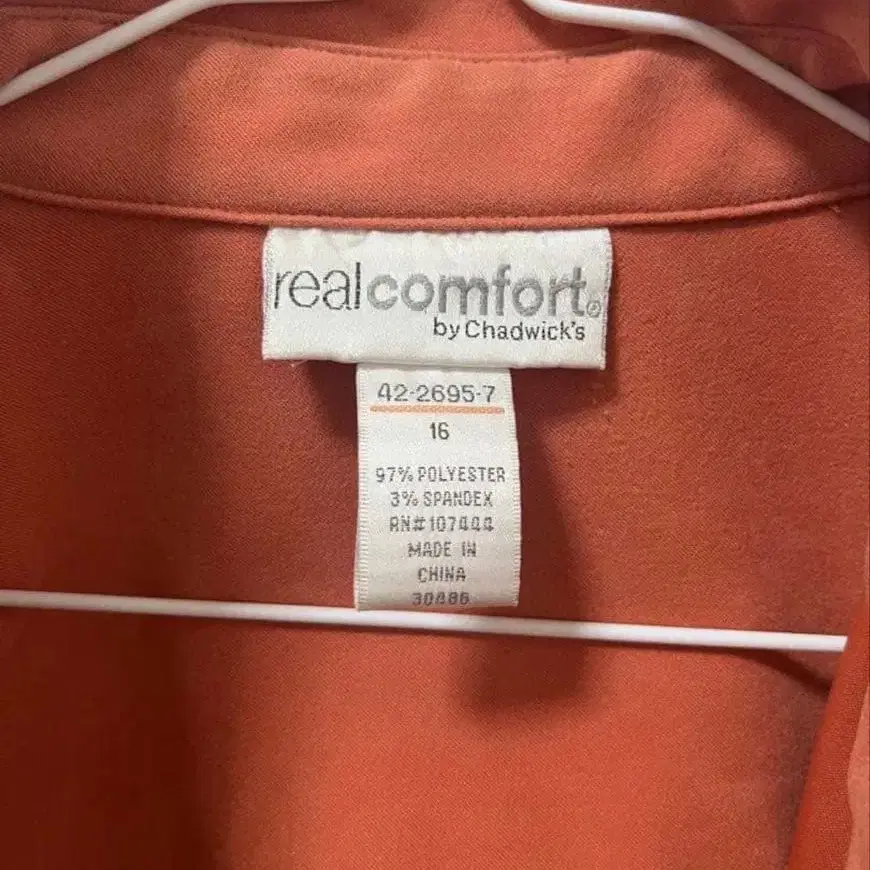 realcomfort®
by Chadwick's
42-2695-7
16
97% POLYESTER
3% SPANDEX
RN#107444
MADE IN
CHINA
30486